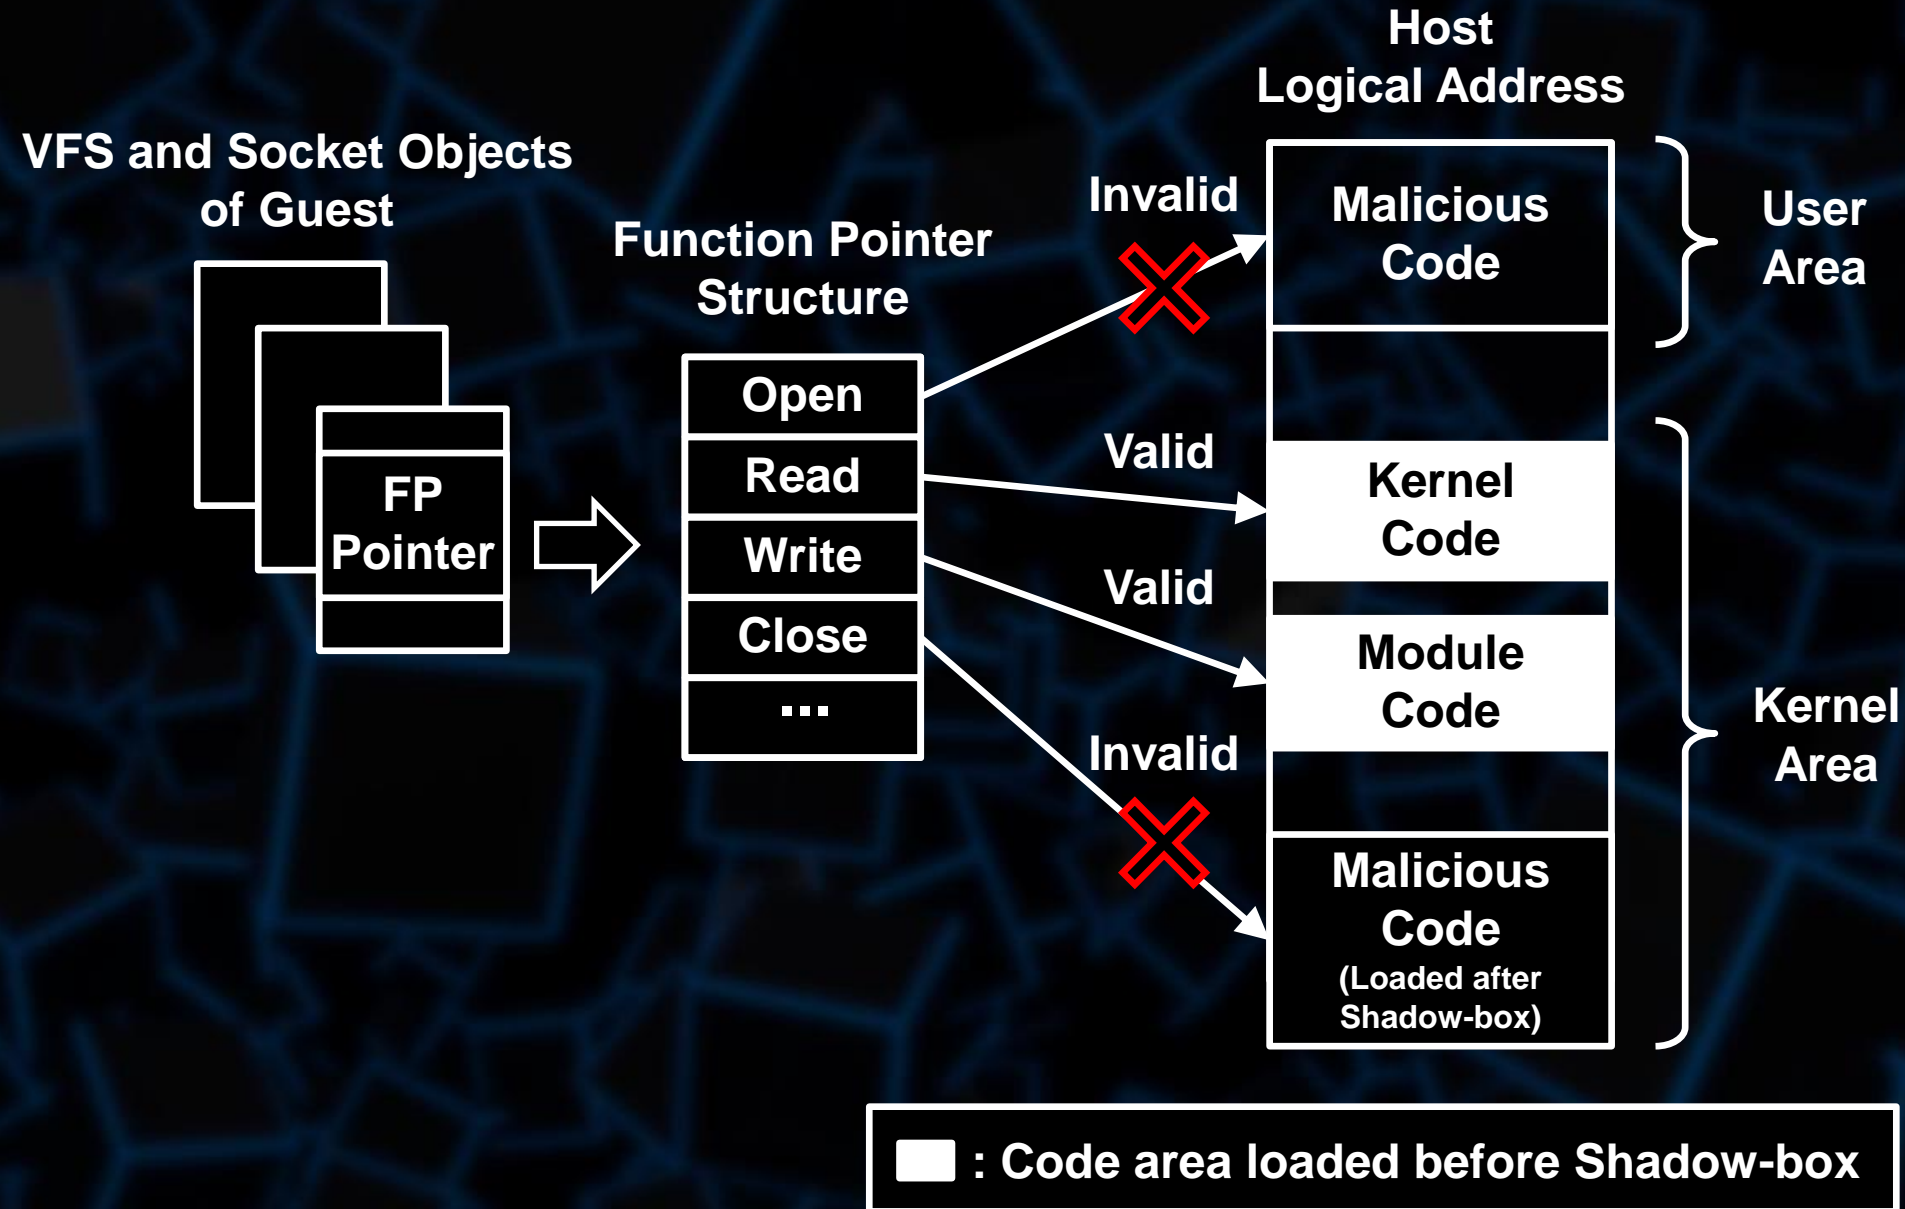 VFS and Socket Objects
of Guest
FP
Pointer
Function Pointer
Structure
Open
Read
Write
Close
...
Invalid
Valid
Valid
Invalid
Host
Logical Address
Malicious
Code
Kernel
Code
Module
Code
Malicious
Code
(Loaded after
Shadow-box)
User
Area
Kernel
Area
: Code area loaded before Shadow-box